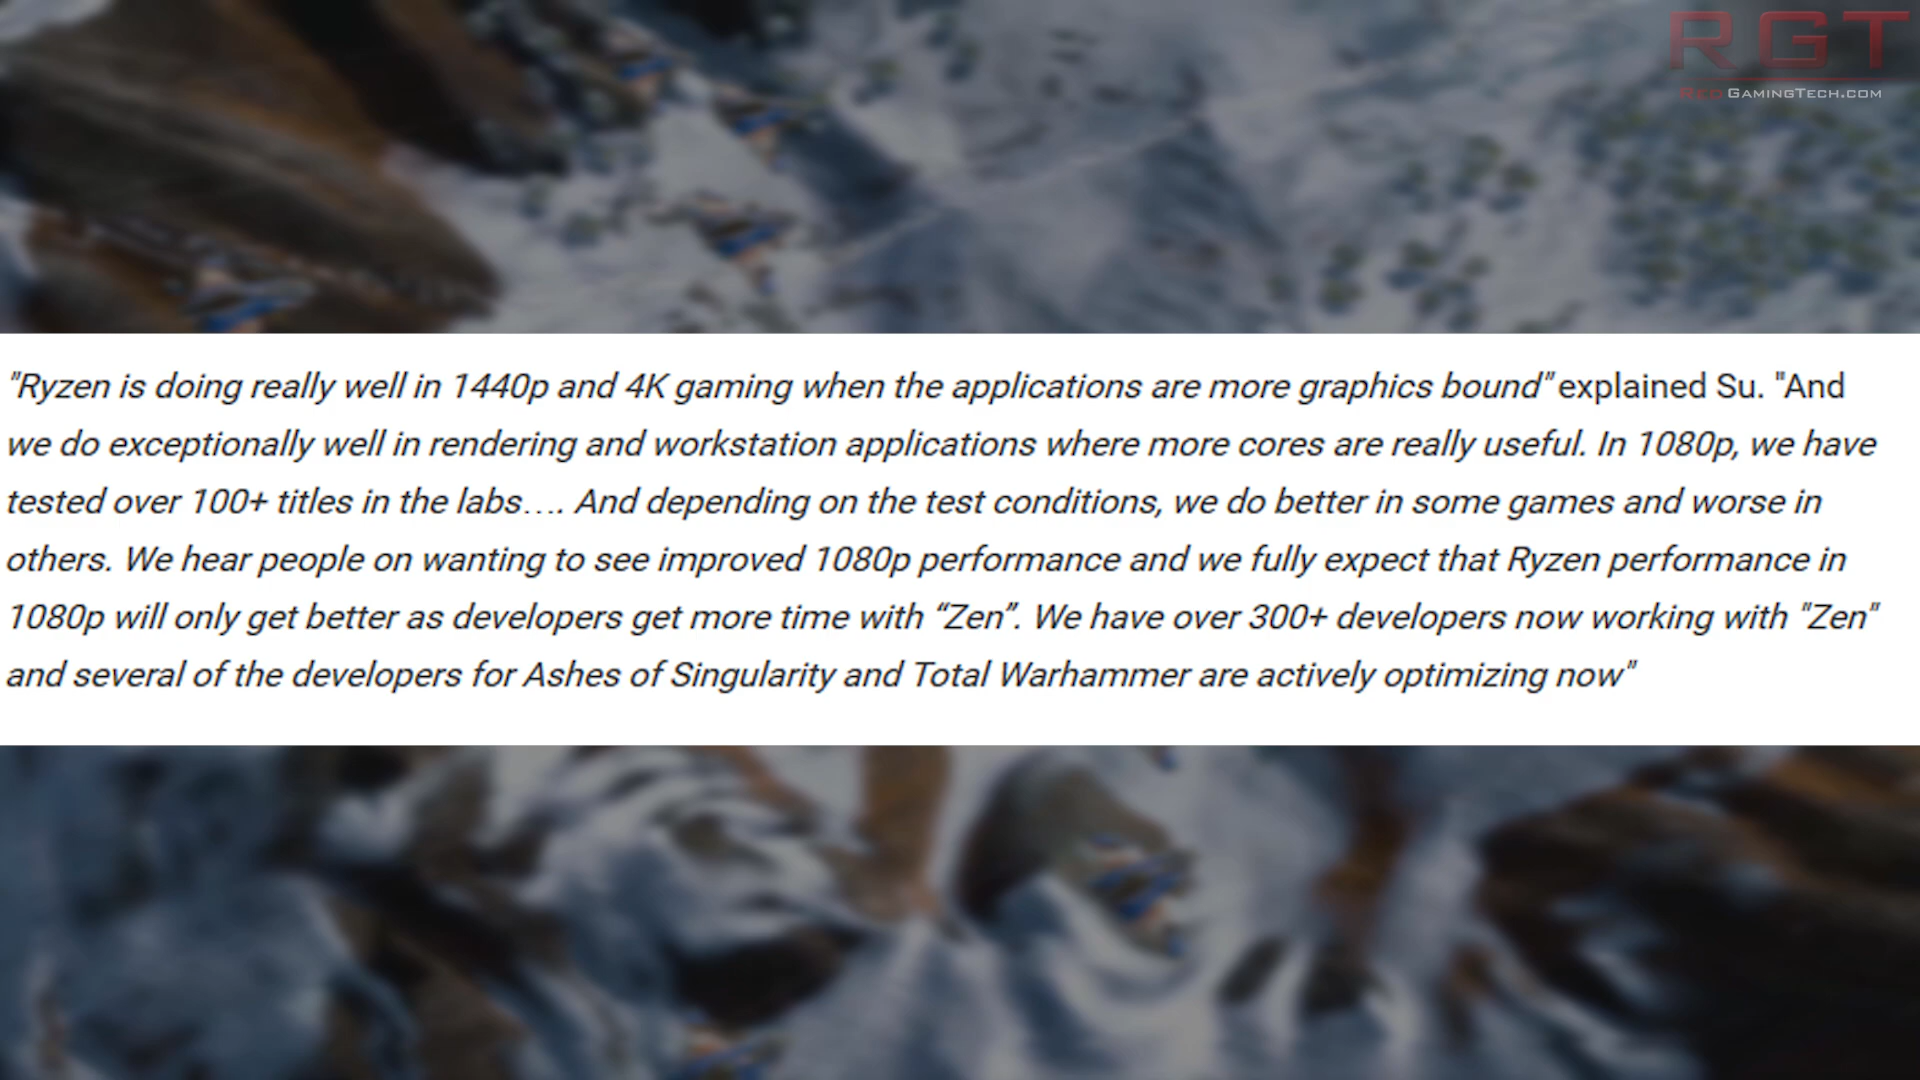 RGT
RedGamingTech.com
"Ryzen is doing really well in 1440p and 4K gaming when the applications are more graphics bound" explained Su. "And
we do exceptionally well in rendering and workstation applications where more cores are really useful. In 1080p, we have
tested over 100+ titles in the labs…. And depending on the test conditions, we do better in some games and worse in
others. We hear people on wanting to see improved 1080p performance and we fully expect that Ryzen performance in
1080p will only get better as developers get more time with “Zen”. We have over 300+ developers now working with "Zen"
and several of the developers for Ashes of Singularity and Total Warhammer are actively optimizing now"